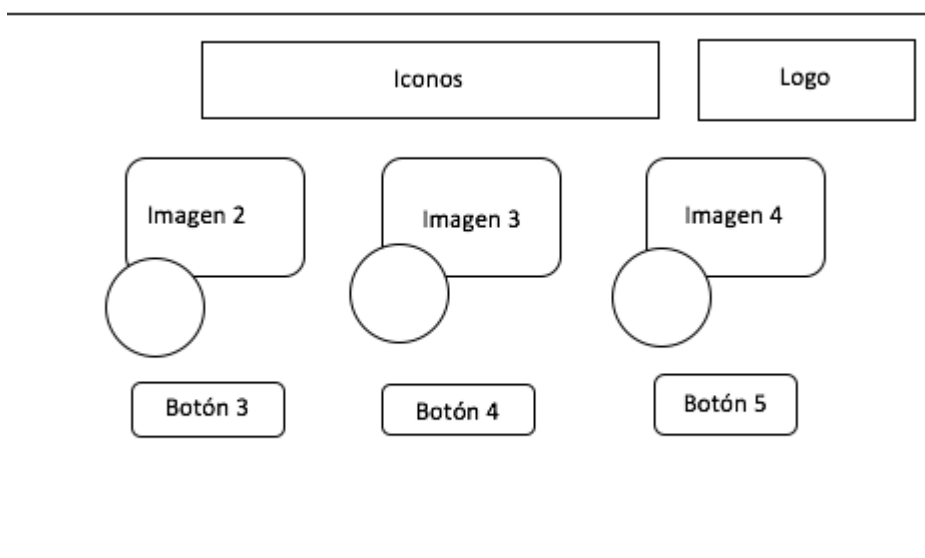 Iconos
Logo
Imagen 2
Imagen 3
Imagen 4
Botón 3
Botón 4
Botón 5